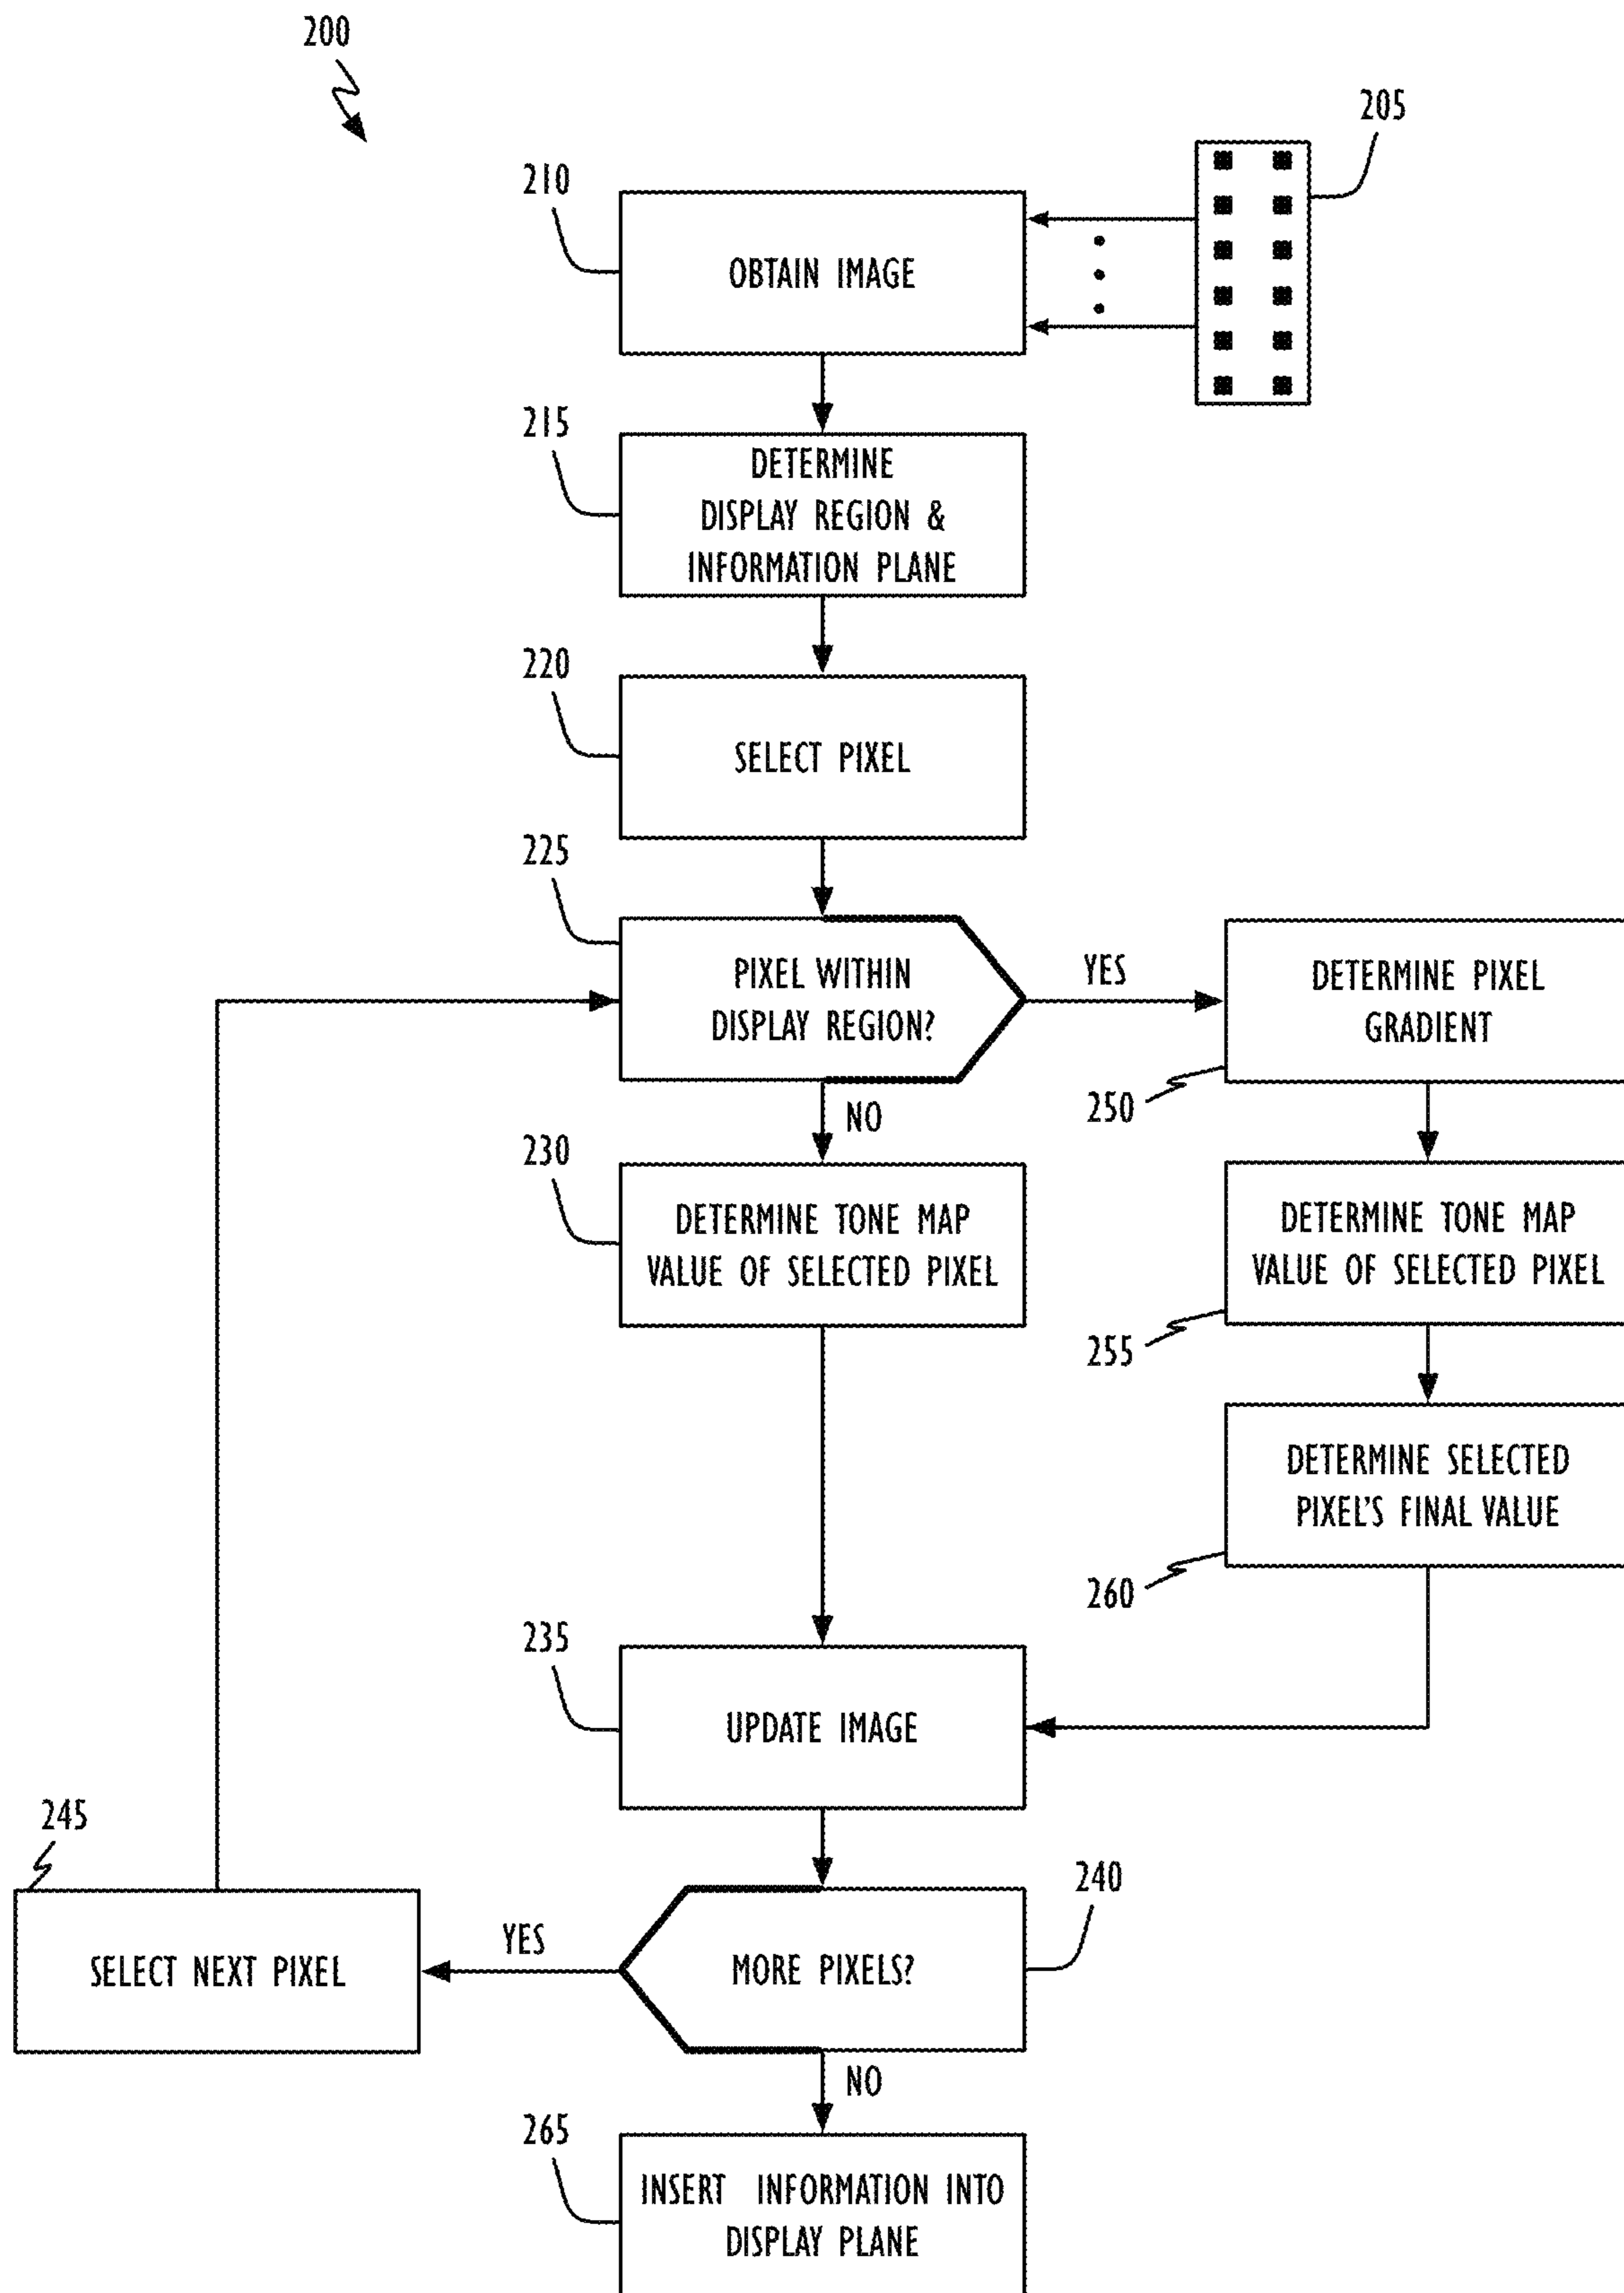 200
205
210
OBTAIN IMAGE
215
DETERMINE
DISPLAY REGION &
INFORMATION PLANE
220
SELECT PIXEL
225
PIXEL WITHIN
DISPLAY REGION?
YES
DETERMINE PIXEL
GRADIENT
250
NO
230
DETERMINE TONE MAP
VALUE OF SELECTED PIXEL
DETERMINE TONE MAP
VALUE OF SELECTED PIXEL
255
DETERMINE SELECTED
PIXEL'S FINAL VALUE
260
235
UPDATE IMAGE
245
SELECT NEXT PIXEL
YES
240
MORE PIXELS?
NO
265
INSERT INFORMATION INTO
DISPLAY PLANE